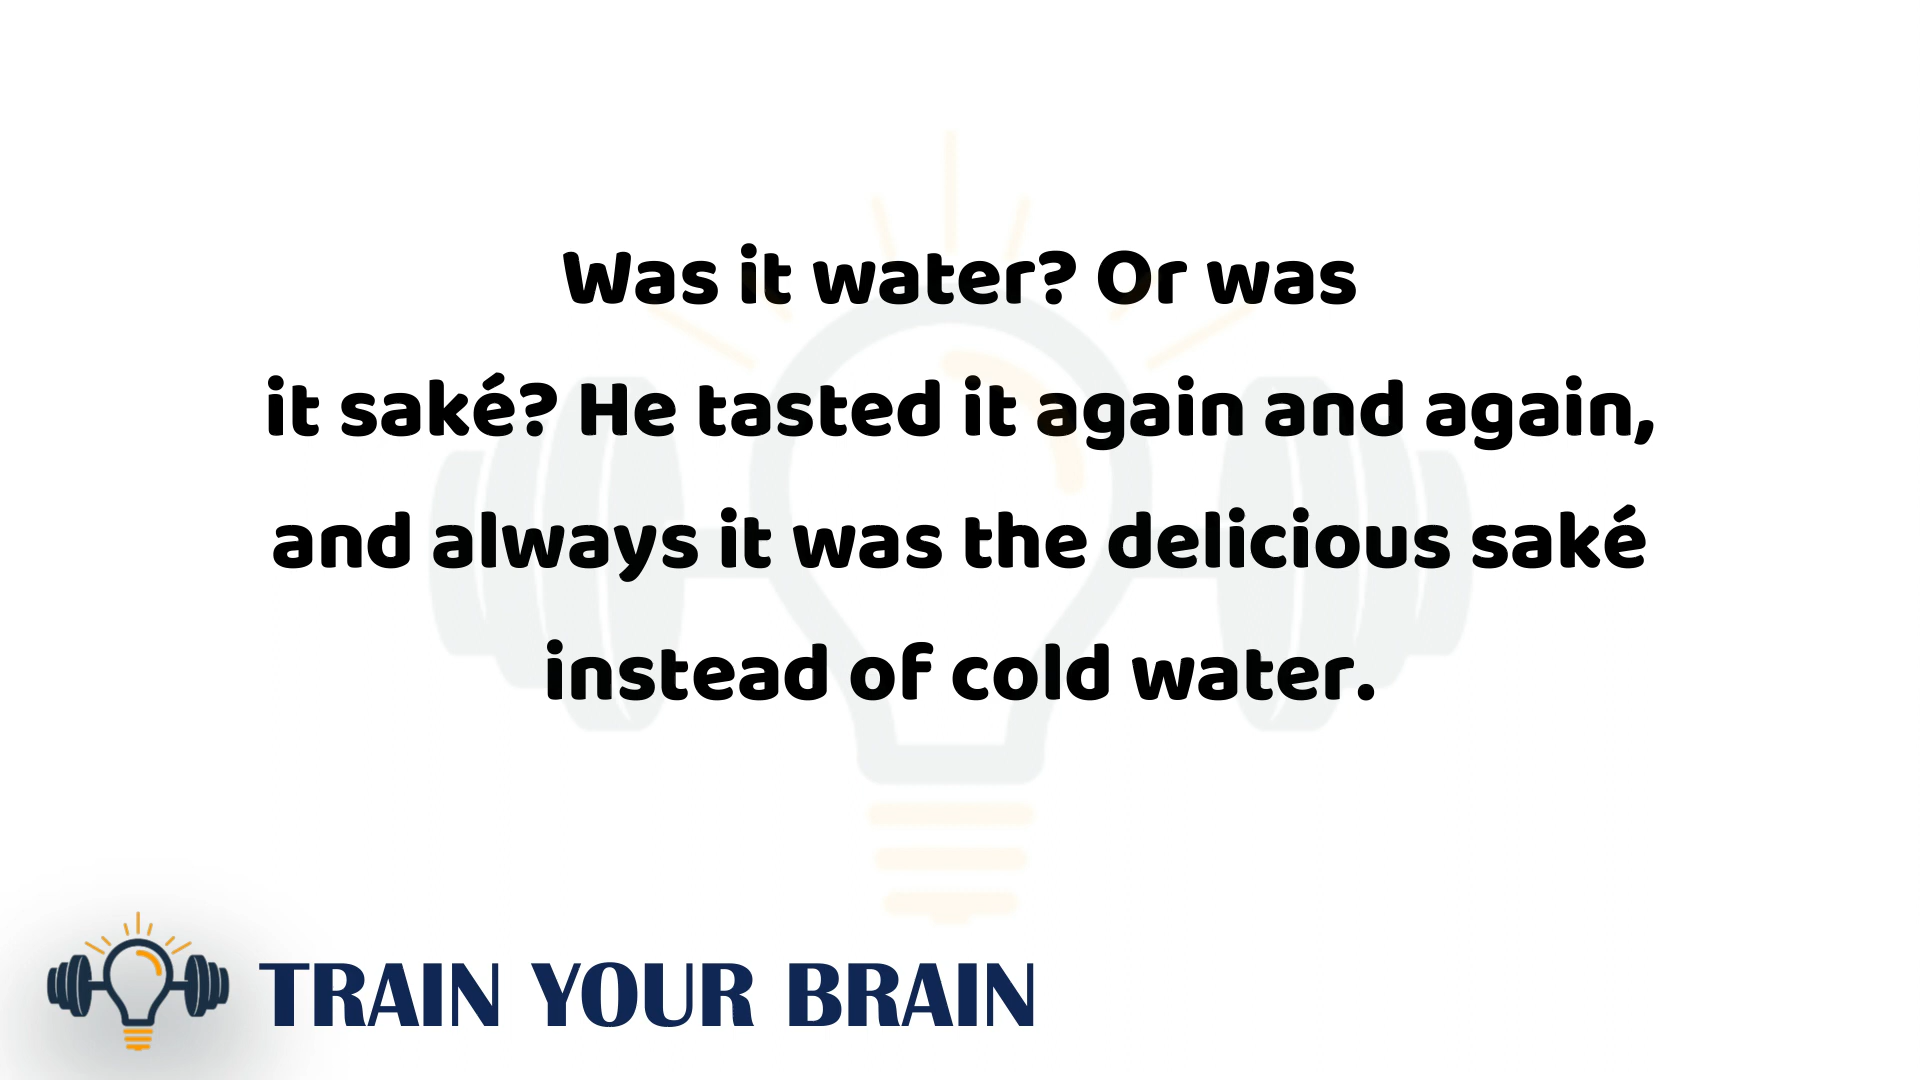 Was it water? Or was
it saké? He tasted it again and again,
and always it was the delicious saké
instead of cold water.
TRAIN YOUR BRAIN